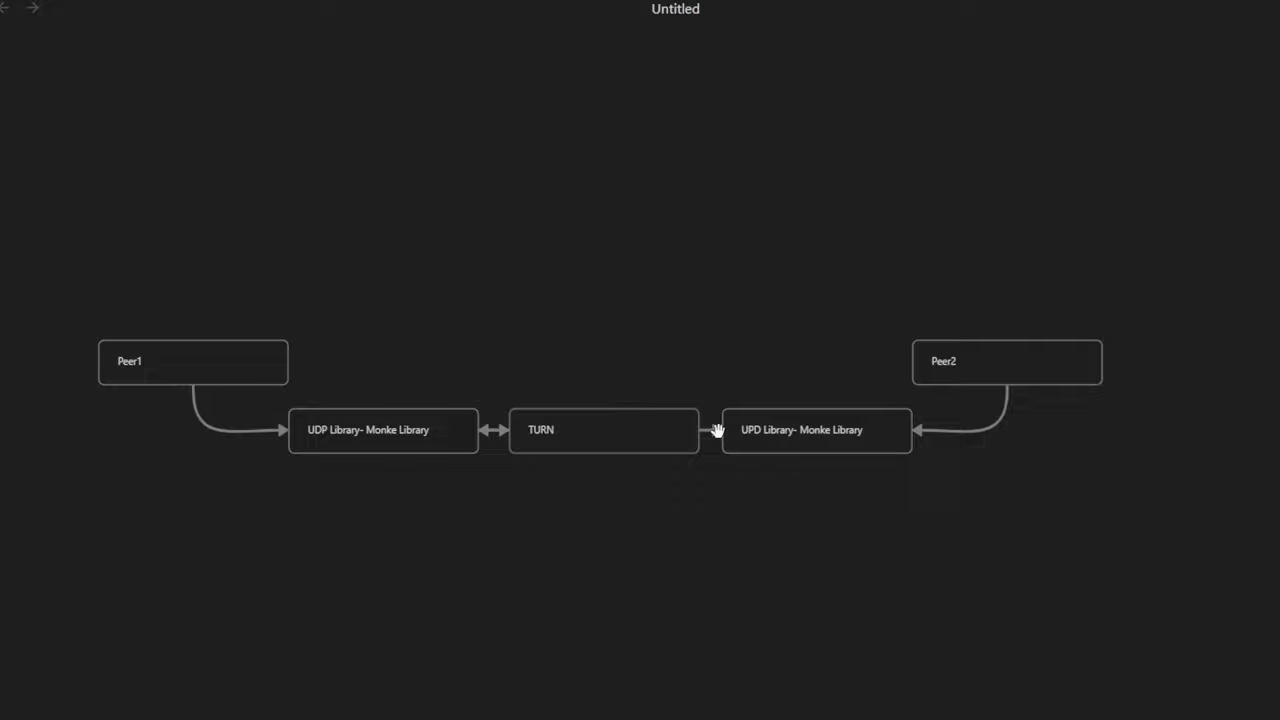 Untitled
Peer1
Peer2
UDP Library- Monke Library
TURN
UPD Library- Monke Library